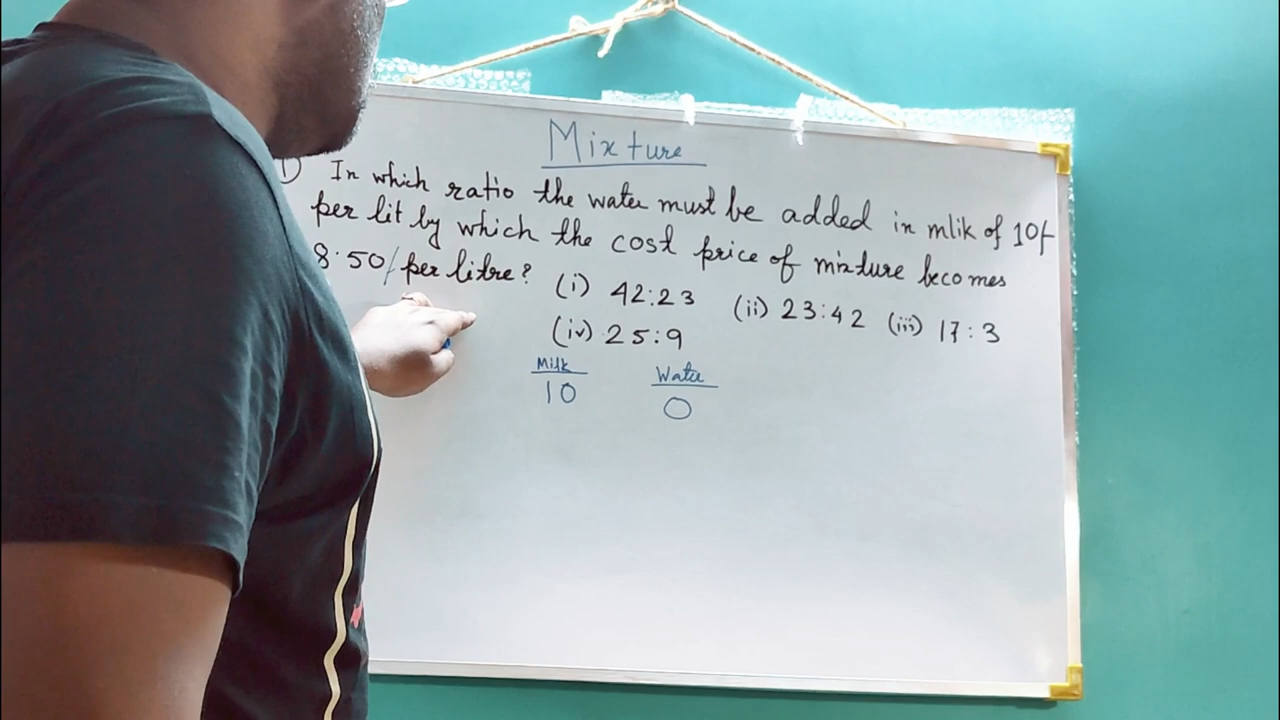 Mixture
1) In which ratio the water must be added in mlik of 10/-
per lit by which the cost price of mixture becomes
8.50/ per litre? (i) 42:23 (ii) 23:42 (iii) 17:3
(iv) 25:9
Milk Water
10 0